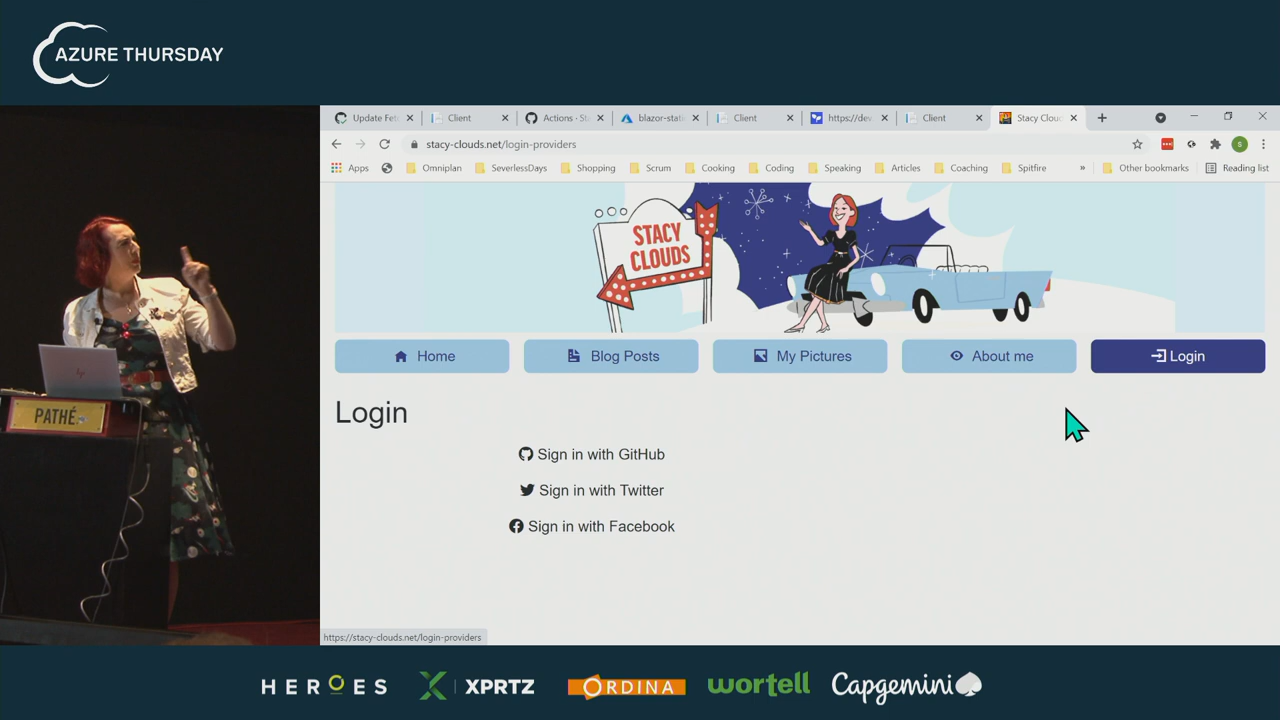 AZURE THURSDAY
Update Fet
Client
Actions · St
blazor-stati
Client
https://dev.
Client
Stacy Clou
stacy-clouds.net/login-providers
S
Apps
Omniplan
SeverlessDays
Shopping
Scrum
Cooking
Coding
Speaking
Articles
Coaching
Spitfire
»
Other bookmarks
Reading list
STACY
CLOUDS
Home
Blog Posts
My Pictures
About me
Login
Login
Sign in with GitHub
Sign in with Twitter
Sign in with Facebook
hp
PATHÉ
https://stacy-clouds.net/login-providers
HEROES
XPRTZ
ORDINA
wortell
Capgemini